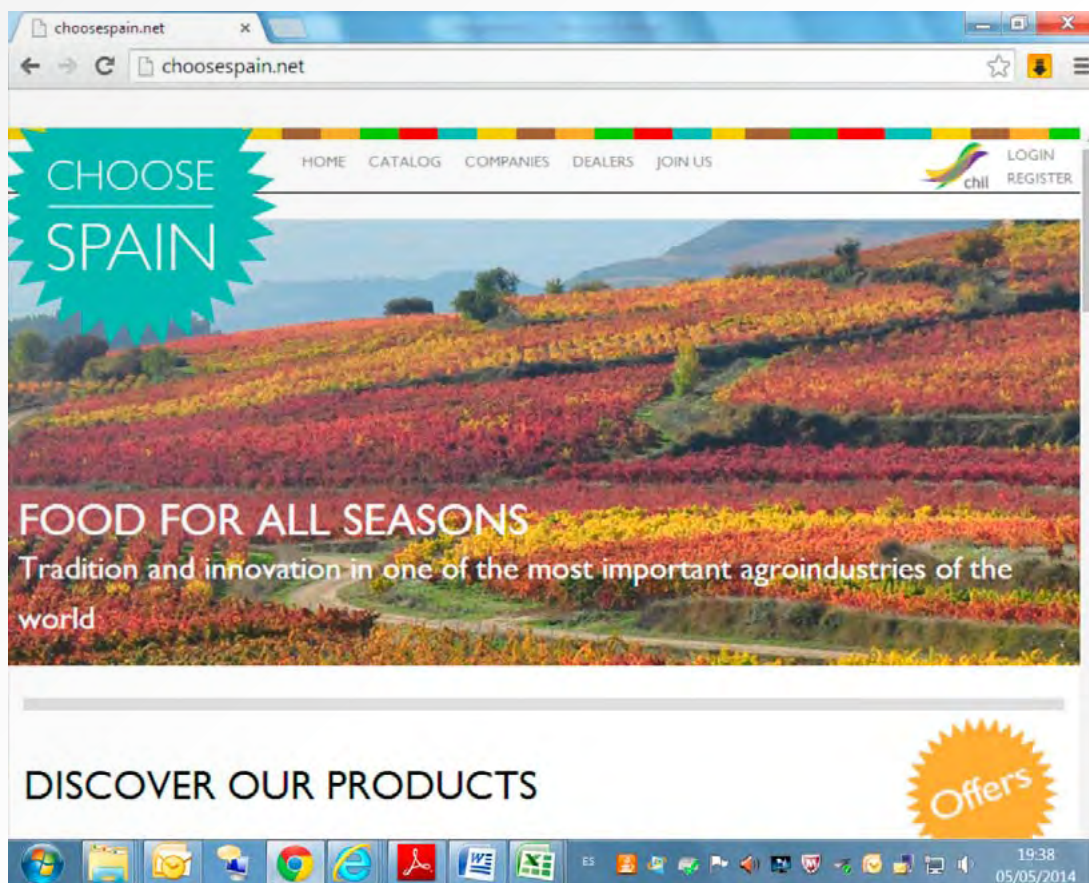 choosespain.net
choosespain.net
CHOOSE
SPAIN
HOME CATALOG COMPANIES DEALERS JOIN US
chil
LOGIN
REGISTER
FOOD FOR ALL SEASONS
Tradition and innovation in one of the most important agroindustries of the
world
DISCOVER OUR PRODUCTS
Offers
ES
19:38
05/05/2014